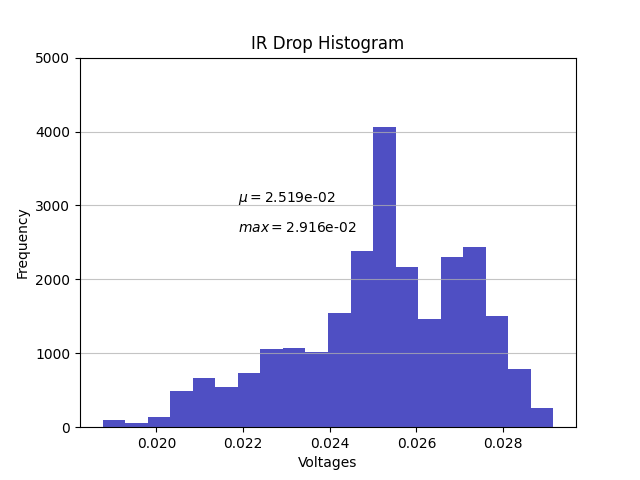 IR Drop Histogram
5000
4000
3000
2000
1000
0
Frequency
μ = 2.519e-02
max = 2.916e-02
0.020 0.022 0.024 0.026 0.028
Voltages